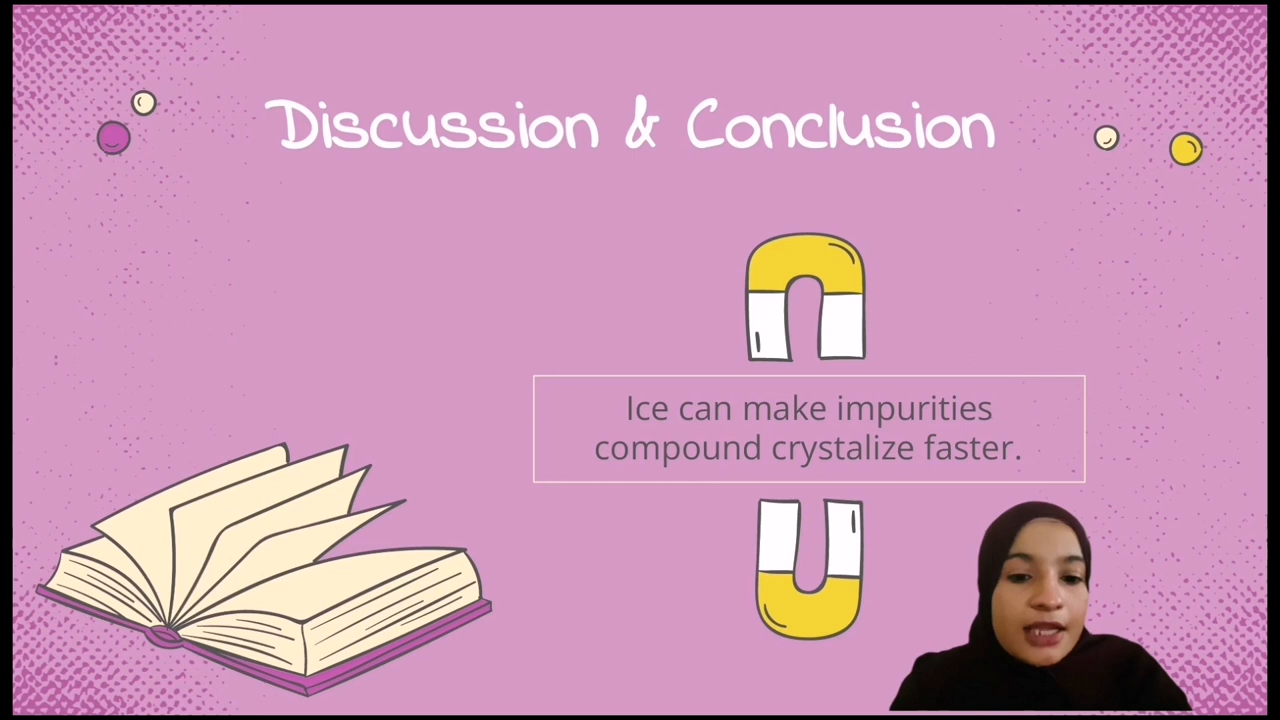 Discussion & Conclusion
Ice can make impurities
compound crystalize faster.